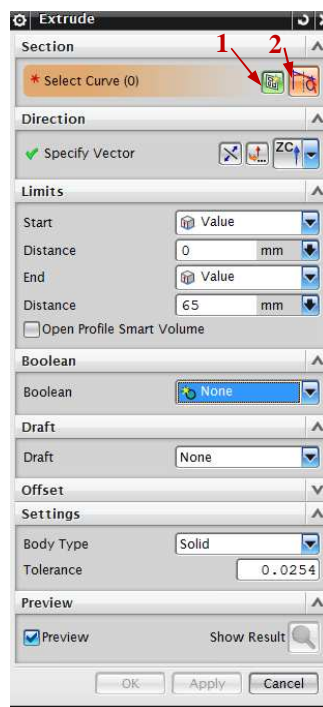 Extrude
Section
1 2
* Select Curve (0)
Direction
Specify Vector
ZC
Limits
Start Value
Distance 0 mm
End Value
Distance 65 mm
Open Profile Smart Volume
Boolean
Boolean None
Draft
Draft None
Offset
Settings
Body Type Solid
Tolerance 0.0254
Preview
Preview Show Result
OK Apply Cancel